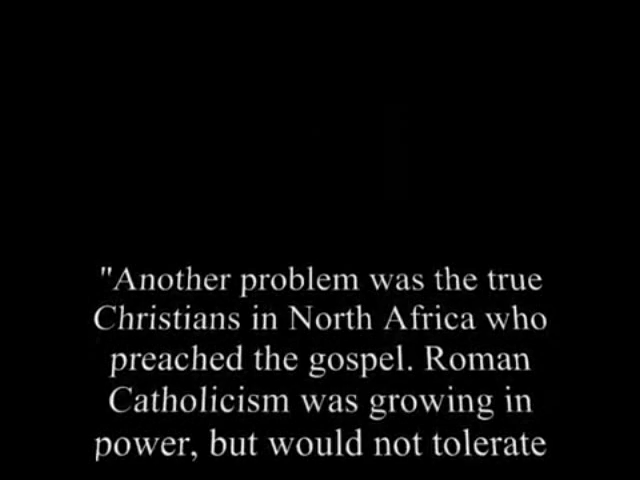 "Another problem was the true
Christians in North Africa who
preached the gospel. Roman
Catholicism was growing in
power, but would not tolerate